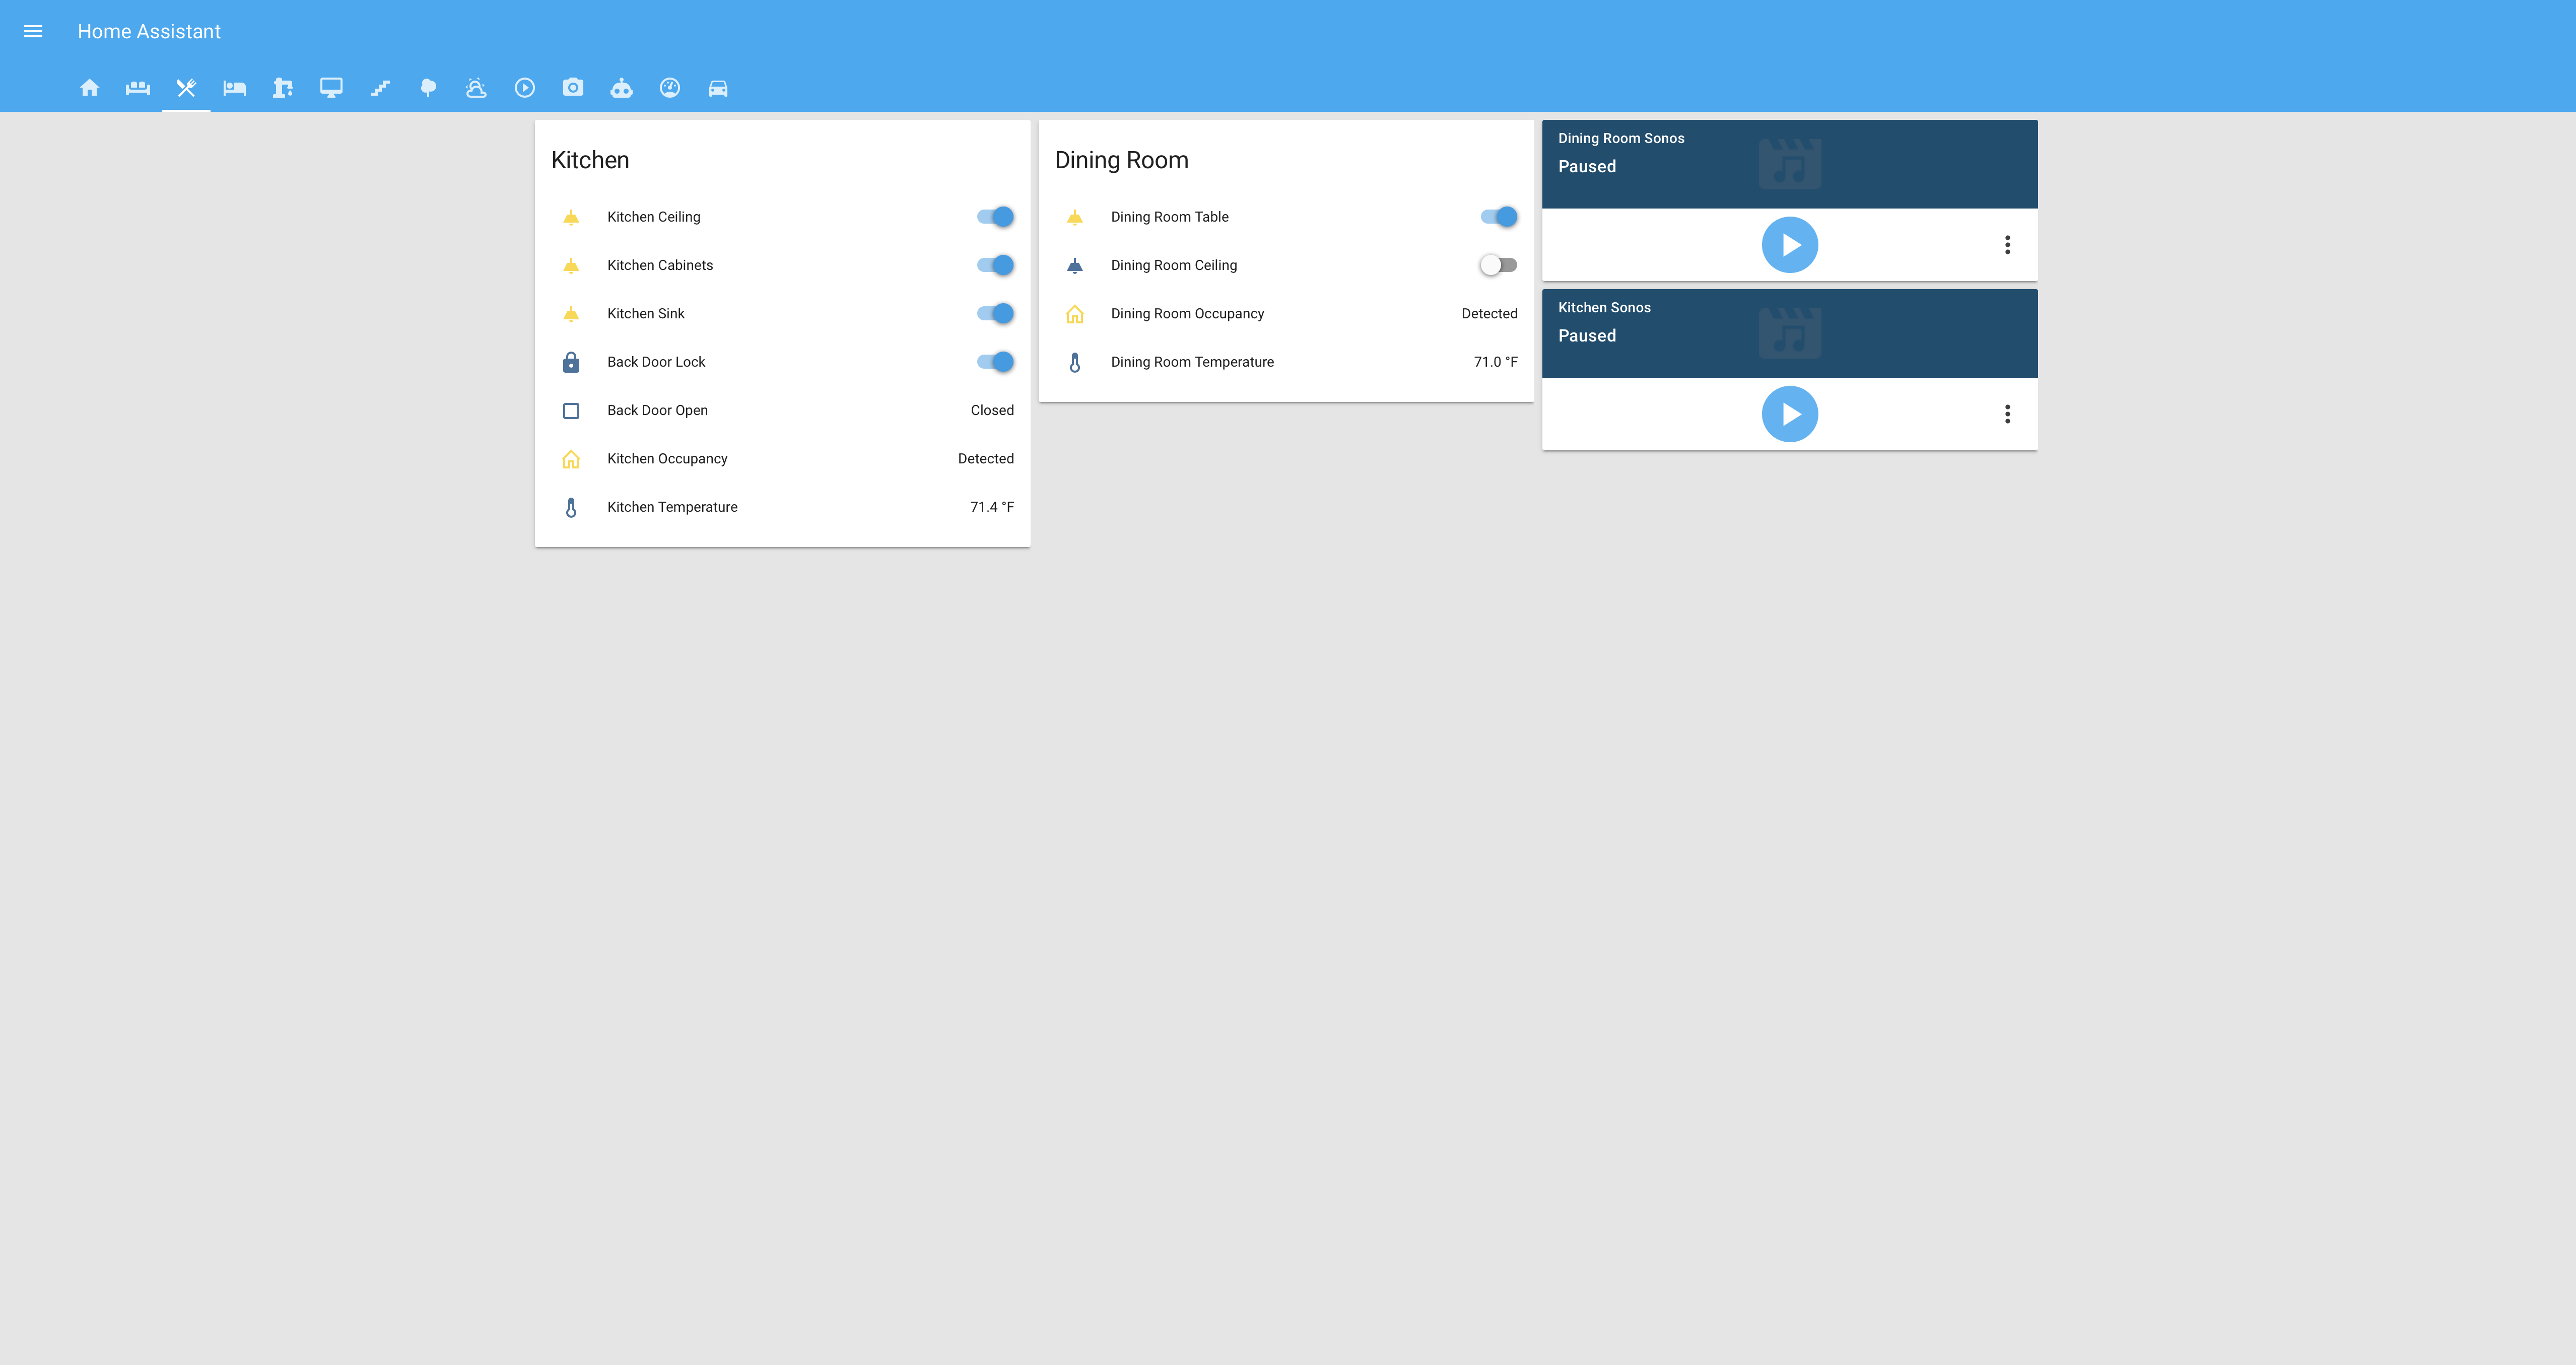 Home Assistant
Kitchen
Kitchen Ceiling
Kitchen Cabinets
Kitchen Sink
Back Door Lock
Back Door Open Closed
Kitchen Occupancy Detected
Kitchen Temperature 71.4 °F
Dining Room
Dining Room Table
Dining Room Ceiling
Dining Room Occupancy Detected
Dining Room Temperature 71.0 °F
Dining Room Sonos
Paused
Kitchen Sonos
Paused